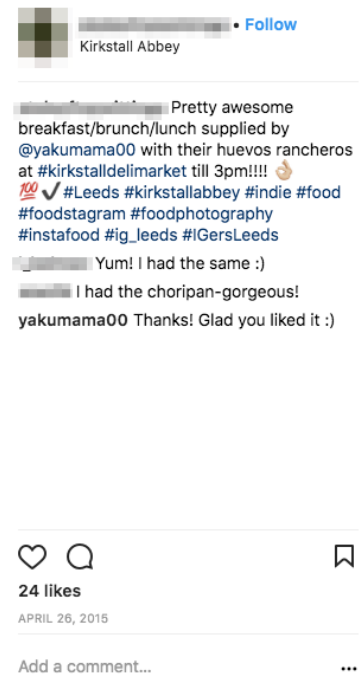 • Follow
Kirkstall Abbey
Pretty awesome
breakfast/brunch/lunch supplied by
@yakumama00 with their huevos rancheros
at #kirkstalldelimarket till 3pm!!!! 👌🏼
💯 ✔ #Leeds #kirkstallabbey #indie #food
#foodstagram #foodphotography
#instafood #ig_leeds #IGersLeeds
Yum! I had the same :)
I had the choripan-gorgeous!
yakumama00 Thanks! Glad you liked it :)
24 likes
APRIL 26, 2015
Add a comment...